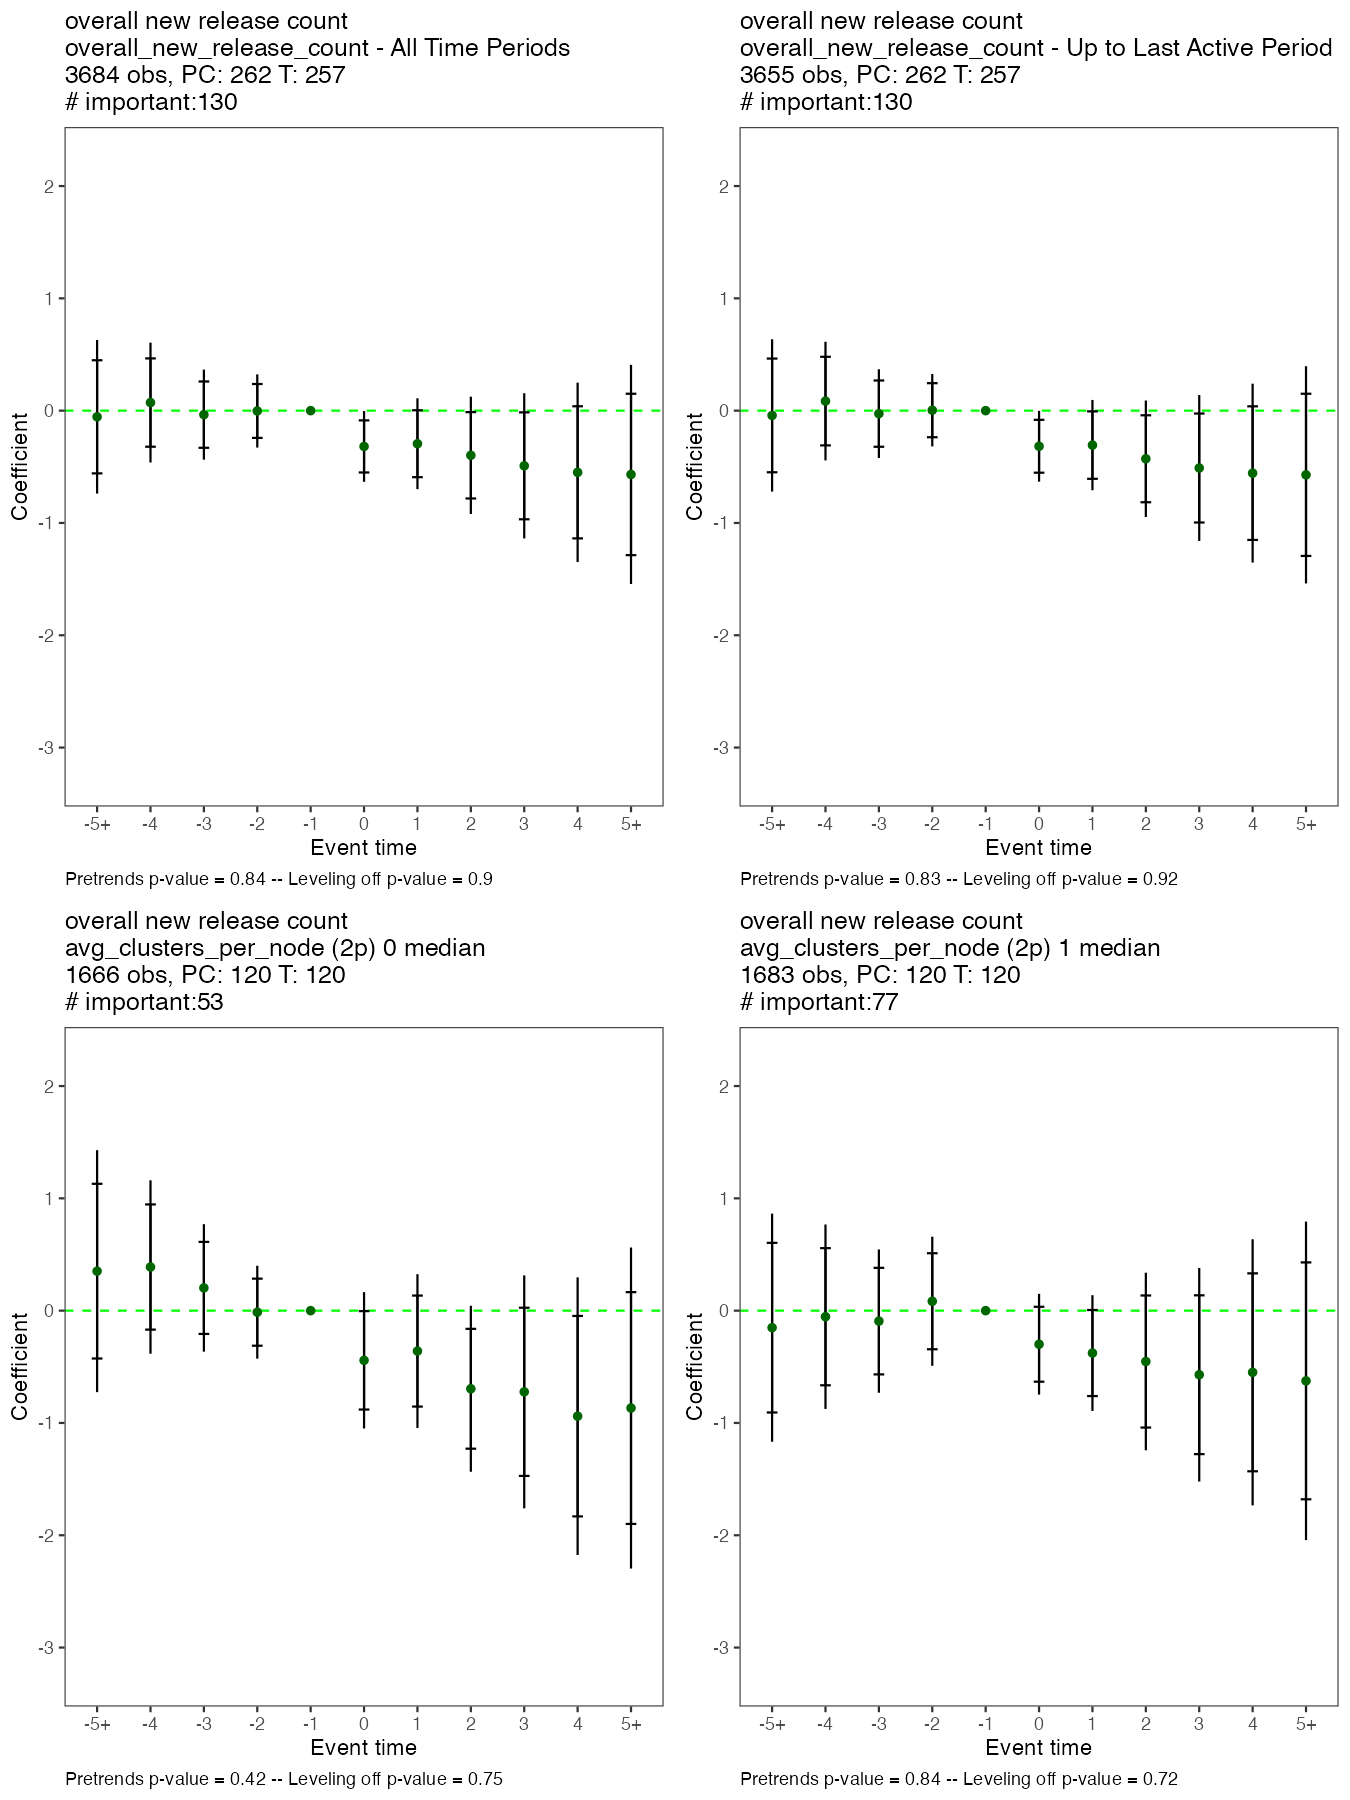 overall new release count
overall_new_release_count - All Time Periods
3684 obs, PC: 262 T: 257
# important:130
2
1
0
-1
-2
-3
Coefficient
-5+ -4 -3 -2 -1 0 1 2 3 4 5+
Event time
Pretrends p-value = 0.84 -- Leveling off p-value = 0.9
overall new release count
overall_new_release_count - Up to Last Active Period
3655 obs, PC: 262 T: 257
# important:130
2
1
0
-1
-2
-3
Coefficient
-5+ -4 -3 -2 -1 0 1 2 3 4 5+
Event time
Pretrends p-value = 0.83 -- Leveling off p-value = 0.92
overall new release count
avg_clusters_per_node (2p) 0 median
1666 obs, PC: 120 T: 120
# important:53
2
1
0
-1
-2
-3
Coefficient
-5+ -4 -3 -2 -1 0 1 2 3 4 5+
Event time
Pretrends p-value = 0.42 -- Leveling off p-value = 0.75
overall new release count
avg_clusters_per_node (2p) 1 median
1683 obs, PC: 120 T: 120
# important:77
2
1
0
-1
-2
-3
Coefficient
-5+ -4 -3 -2 -1 0 1 2 3 4 5+
Event time
Pretrends p-value = 0.84 -- Leveling off p-value = 0.72